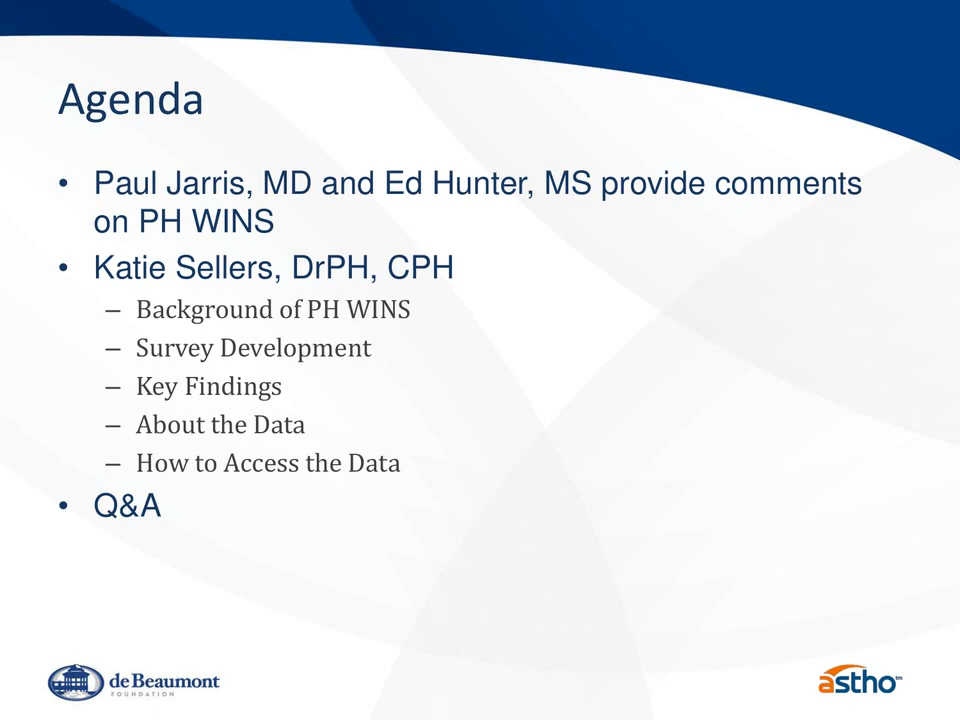 Agenda
• Paul Jarris, MD and Ed Hunter, MS provide comments
on PH WINS
• Katie Sellers, DrPH, CPH
– Background of PH WINS
– Survey Development
– Key Findings
– About the Data
– How to Access the Data
• Q&A
de Beaumont
FOUNDATION
astho™